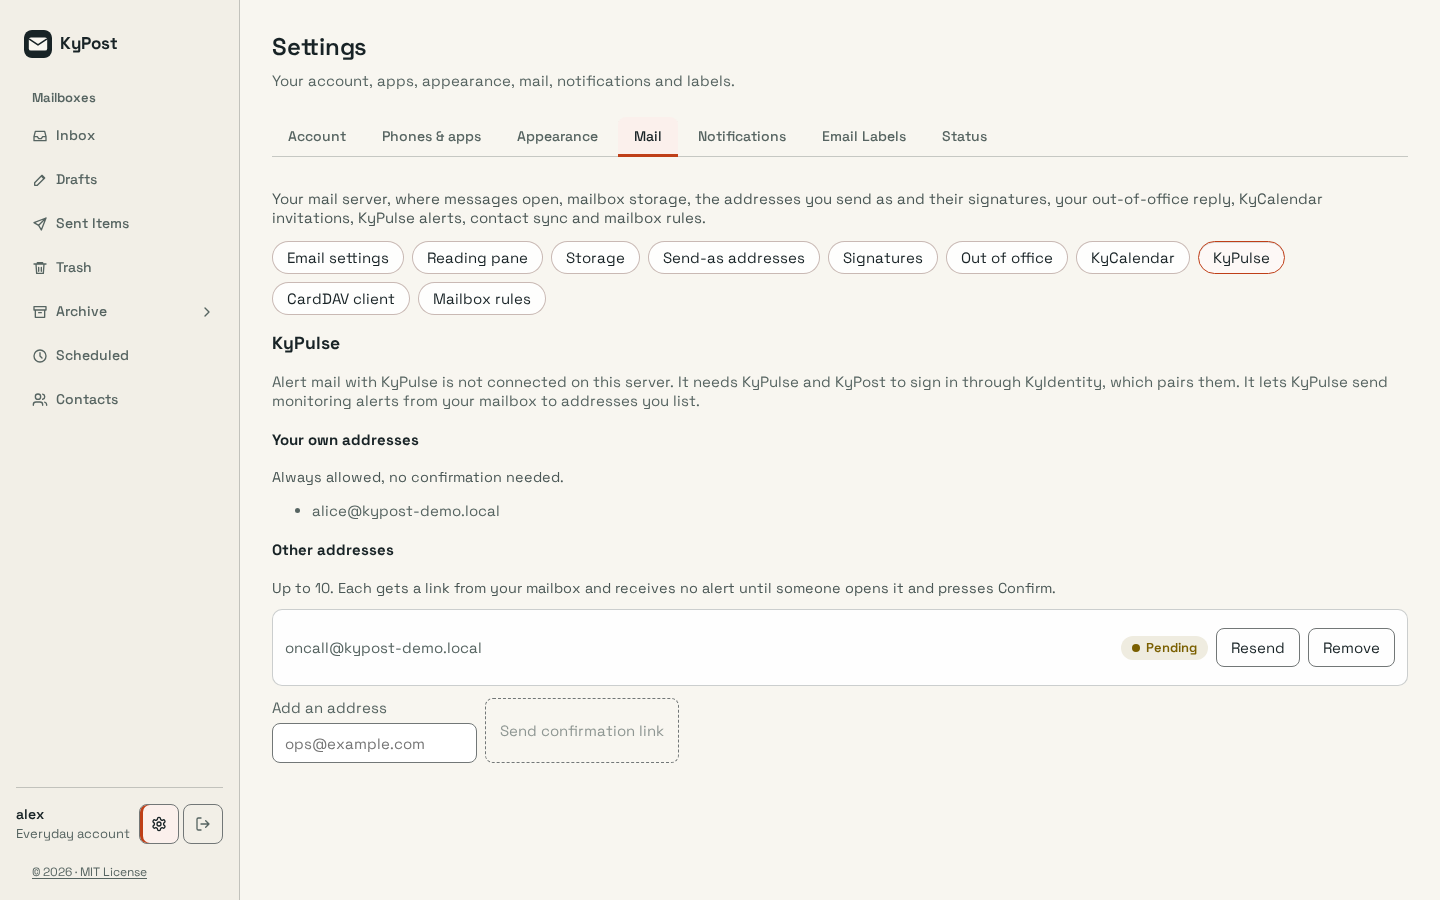 KyPost
Mailboxes
Inbox
Drafts
Sent Items
Trash
Archive
Scheduled
Contacts
alex
Everyday account
© 2026 · MIT License
Settings
Your account, apps, appearance, mail, notifications and labels.
Account
Phones & apps
Appearance
Mail
Notifications
Email Labels
Status
Your mail server, where messages open, mailbox storage, the addresses you send as and their signatures, your out-of-office reply, KyCalendar
invitations, KyPulse alerts, contact sync and mailbox rules.
Email settings
Reading pane
Storage
Send-as addresses
Signatures
Out of office
KyCalendar
KyPulse
CardDAV client
Mailbox rules
KyPulse
Alert mail with KyPulse is not connected on this server. It needs KyPulse and KyPost to sign in through KyIdentity, which pairs them. It lets KyPulse send
monitoring alerts from your mailbox to addresses you list.
Your own addresses
Always allowed, no confirmation needed.
• alice@kypost-demo.local
Other addresses
Up to 10. Each gets a link from your mailbox and receives no alert until someone opens it and presses Confirm.
oncall@kypost-demo.local
Pending
Resend
Remove
Add an address
ops@example.com
Send confirmation link